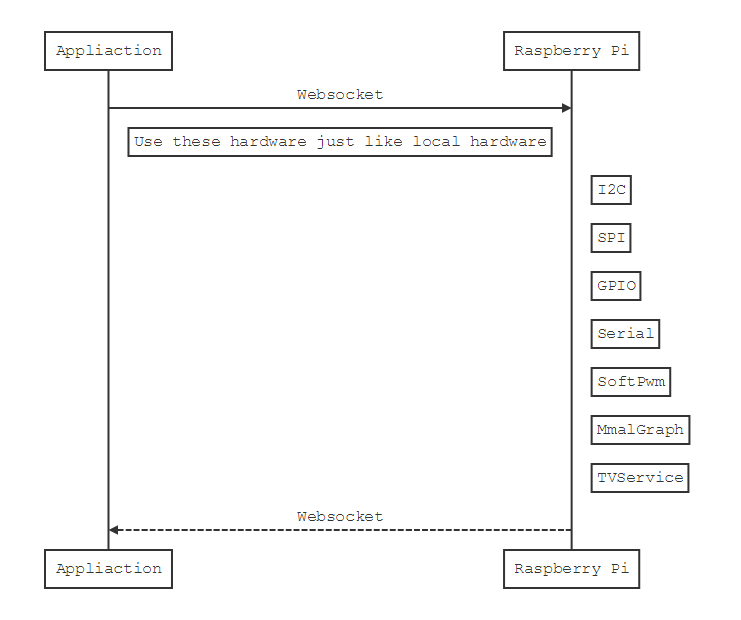 Appliaction
Raspberry Pi
Websocket
Use these hardware just like local hardware
I2C
SPI
GPIO
Serial
SoftPwm
MmalGraph
TVService
Websocket
Appliaction
Raspberry Pi